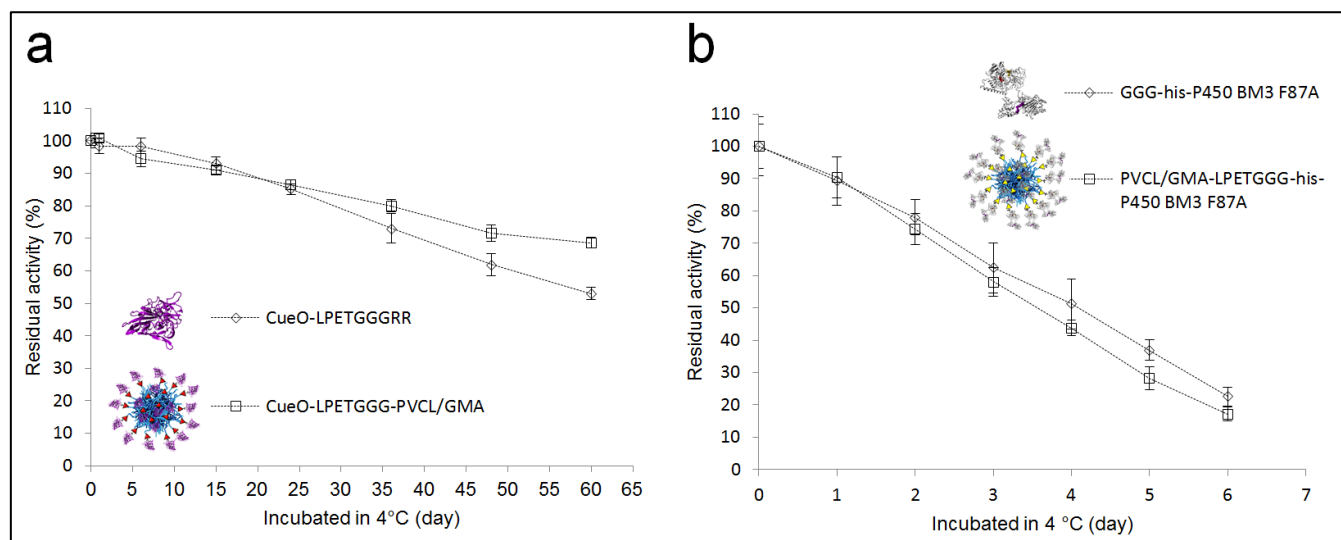 a
Residual activity (%)
110
100
90
80
70
60
50
40
30
20
10
0
CueO-LPETGGGRR
CueO-LPETGGG-PVCL/GMA
0 5 10 15 20 25 30 35 40 45 50 55 60 65
Incubated in 4°C (day)
b
Residual activity (%)
110
100
90
80
70
60
50
40
30
20
10
0
GGG-his-P450 BM3 F87A
PVCL/GMA-LPETGGG-his-
P450 BM3 F87A
0 1 2 3 4 5 6 7
Incubated in 4 °C (day)